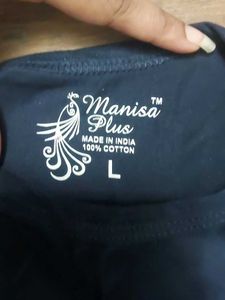 Manisa™
Plus
MADE IN INDIA
100% COTTON
L